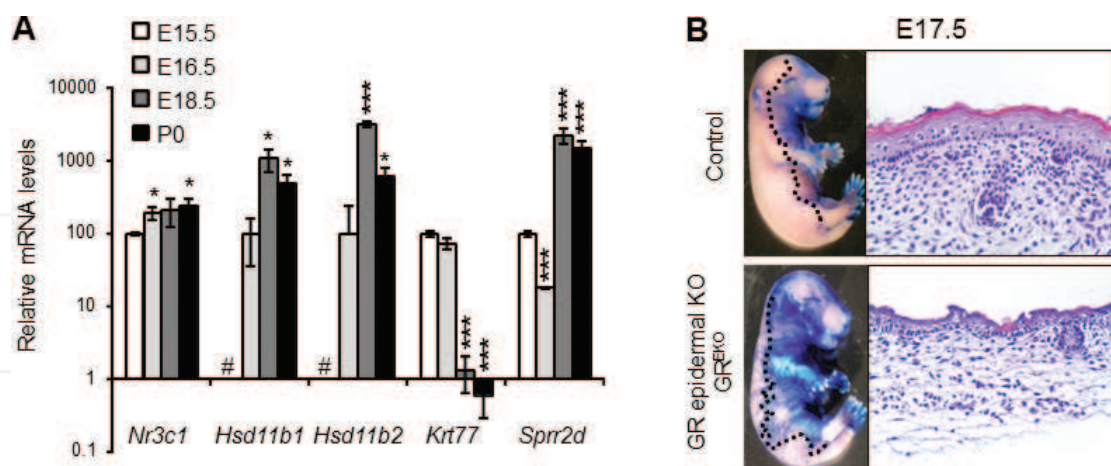 A
E15.5
E16.5
E18.5
P0
Relative mRNA levels
10000
1000
100
10
1
0.1
*
*
*
*
***
*
***
***
***
***
***
#
#
Nr3c1
Hsd11b1
Hsd11b2
Krt77
Sprr2d
B
E17.5
Control
GR epidermal KO
GREKO